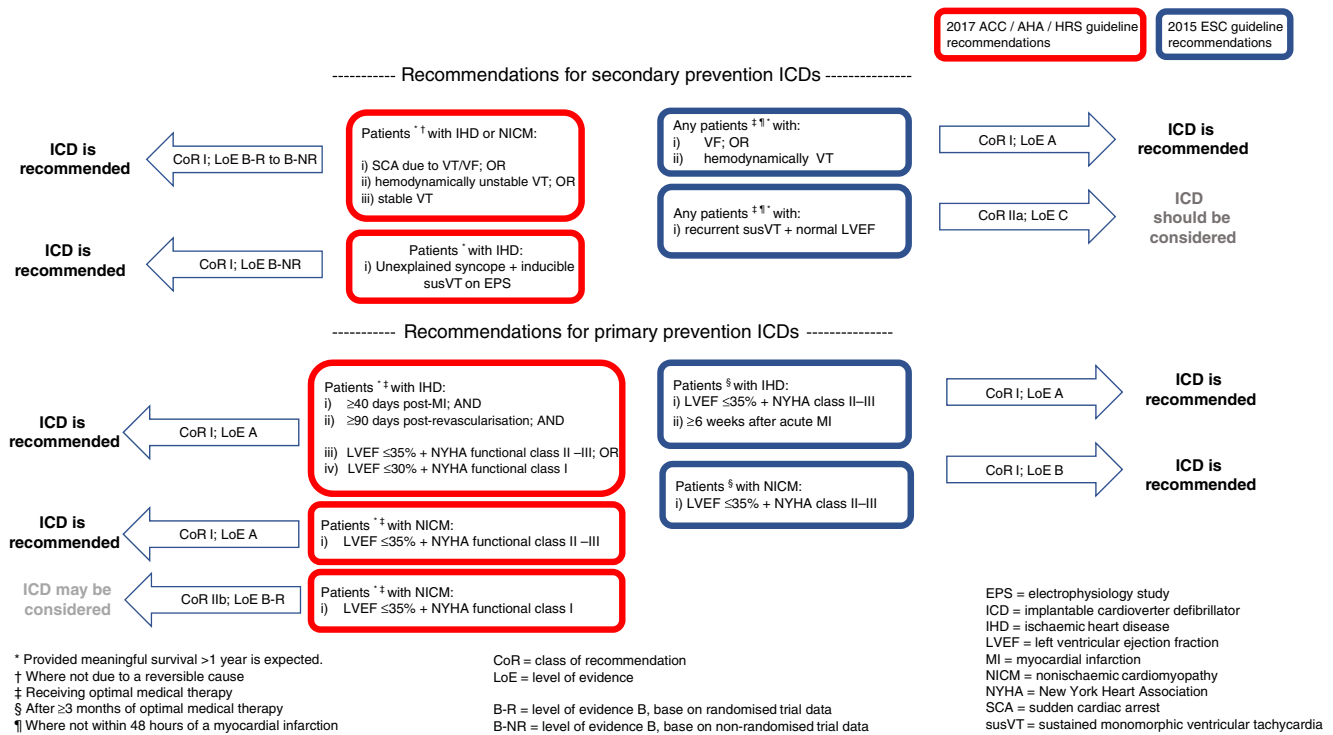 2017 ACC / AHA / HRS guideline
recommendations
2015 ESC guideline
recommendations
----------- Recommendations for secondary prevention ICDs ---------------
ICD is
recommended
CoR I; LoE B-R to B-NR
Patients * † with IHD or NICM:
i) SCA due to VT/VF; OR
ii) hemodynamically unstable VT; OR
iii) stable VT
Any patients ‡ ¶ * with:
i) VF; OR
ii) hemodynamically VT
CoR I; LoE A
ICD is
recommended
ICD is
recommended
CoR I; LoE B-NR
Patients * with IHD:
i) Unexplained syncope + inducible
susVT on EPS
Any patients ‡ ¶ * with:
i) recurrent susVT + normal LVEF
CoR IIa; LoE C
ICD
should be
considered
----------- Recommendations for primary prevention ICDs ---------------
ICD is
recommended
CoR I; LoE A
Patients * ‡ with IHD:
i) ≥40 days post-MI; AND
ii) ≥90 days post-revascularisation; AND
iii) LVEF ≤35% + NYHA functional class II –III; OR
iv) LVEF ≤30% + NYHA functional class I
Patients § with IHD:
i) LVEF ≤35% + NYHA class II–III
ii) ≥6 weeks after acute MI
CoR I; LoE A
ICD is
recommended
Patients § with NICM:
i) LVEF ≤35% + NYHA class II–III
CoR I; LoE B
ICD is
recommended
ICD is
recommended
CoR I; LoE A
Patients * ‡ with NICM:
i) LVEF ≤35% + NYHA functional class II –III
ICD may be
considered
CoR IIb; LoE B-R
Patients * ‡ with NICM:
i) LVEF ≤35% + NYHA functional class I
* Provided meaningful survival >1 year is expected.
† Where not due to a reversible cause
‡ Receiving optimal medical therapy
§ After ≥3 months of optimal medical therapy
¶ Where not within 48 hours of a myocardial infarction
CoR = class of recommendation
LoE = level of evidence
B-R = level of evidence B, base on randomised trial data
B-NR = level of evidence B, base on non-randomised trial data
EPS = electrophysiology study
ICD = implantable cardioverter defibrillator
IHD = ischaemic heart disease
LVEF = left ventricular ejection fraction
MI = myocardial infarction
NICM = nonischaemic cardiomyopathy
NYHA = New York Heart Association
SCA = sudden cardiac arrest
susVT = sustained monomorphic ventricular tachycardia